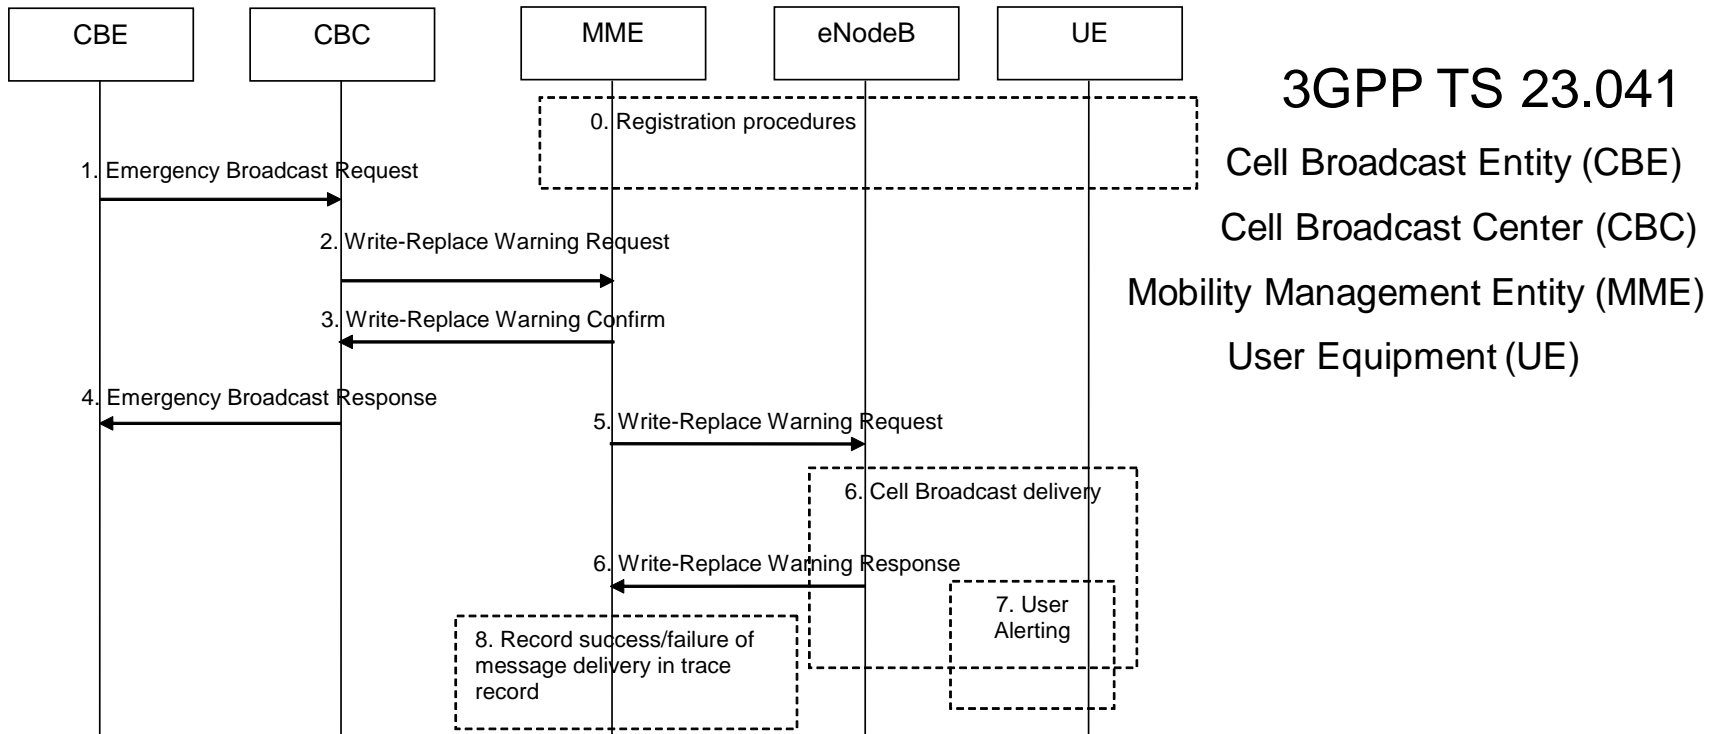 CBE
CBC
MME
eNodeB
UE
3GPP TS 23.041
0. Registration procedures
Cell Broadcast Entity (CBE)
1. Emergency Broadcast Request
Cell Broadcast Center (CBC)
2. Write-Replace Warning Request
Mobility Management Entity (MME)
3. Write-Replace Warning Confirm
User Equipment (UE)
4. Emergency Broadcast Response
5. Write-Replace Warning Request
6. Cell Broadcast delivery
6. Write-Replace Warning Response
7. User
Alerting
8. Record success/failure of
message delivery in trace
record